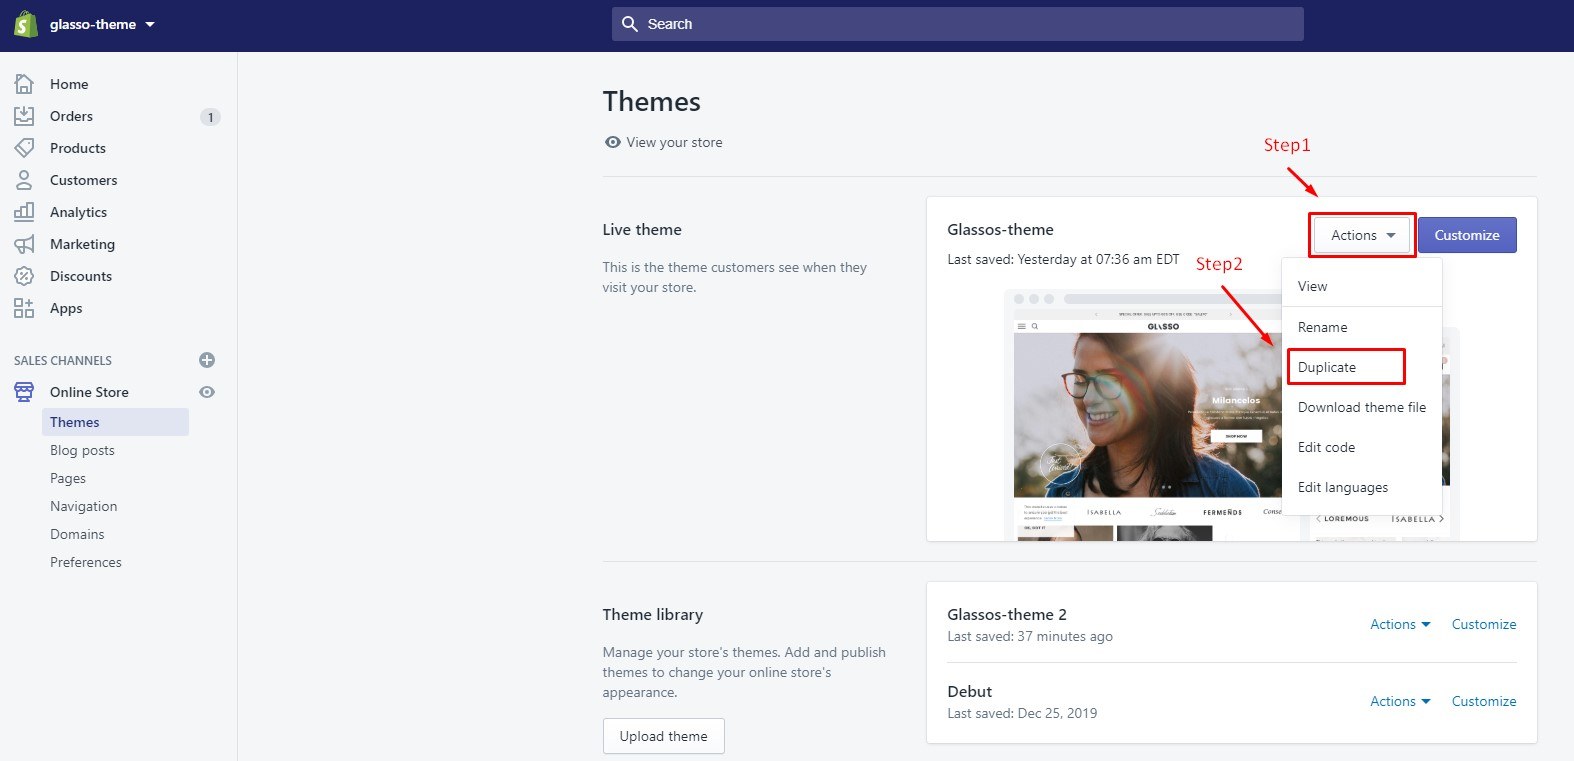 glasso-theme
Search
Home
Orders
1
Products
Customers
Analytics
Marketing
Discounts
Apps
SALES CHANNELS
Online Store
Themes
Blog posts
Pages
Navigation
Domains
Preferences
Themes
View your store
Step1
Live theme
This is the theme customers see when they
visit your store.
Glassos-theme
Last saved: Yesterday at 07:36 am EDT
Actions
Customize
Step2
View
Rename
Duplicate
Download theme file
Edit code
Edit languages
GLASSO
Milancelos
SHOP NOW
ISABELLA
FERMENDS
Conse
LOREMOUS
ISABELLA
Theme library
Manage your store's themes. Add and publish
themes to change your online store's
appearance.
Upload theme
Glassos-theme 2
Last saved: 37 minutes ago
Actions
Customize
Debut
Last saved: Dec 25, 2019
Actions
Customize